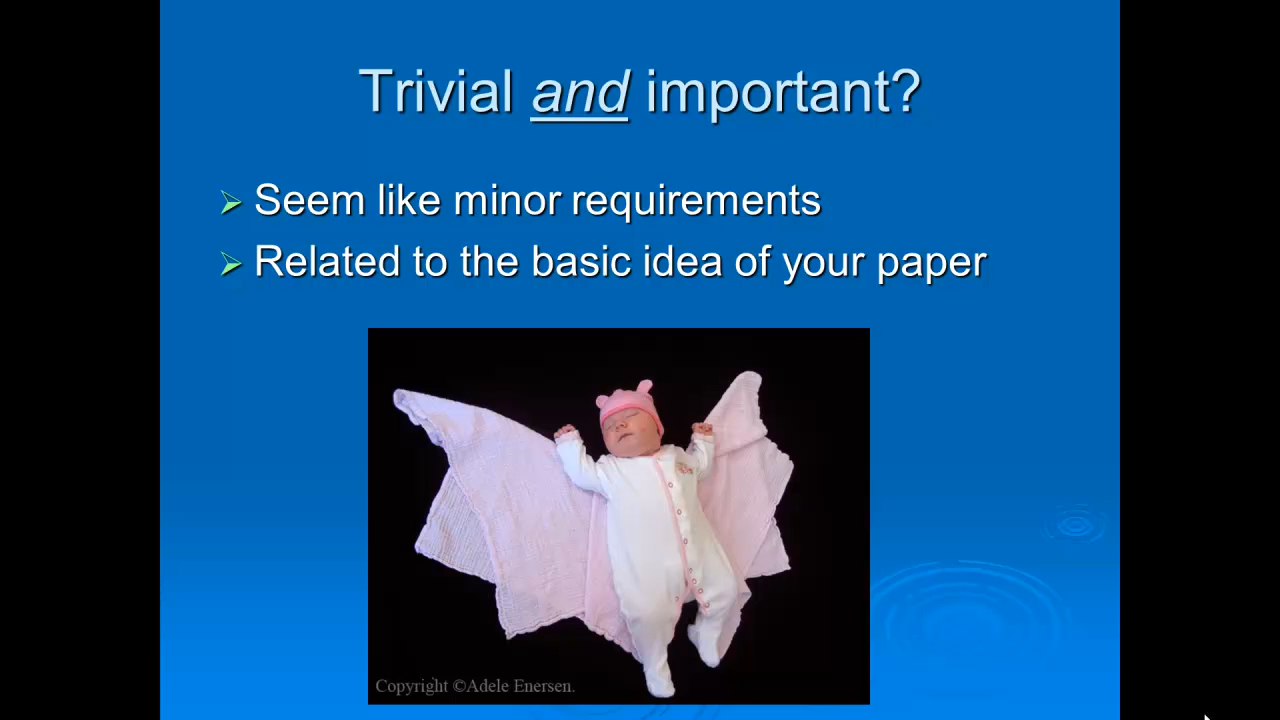 Trivial and important?
Seem like minor requirements
Related to the basic idea of your paper
Copyright ©Adele Enersen.